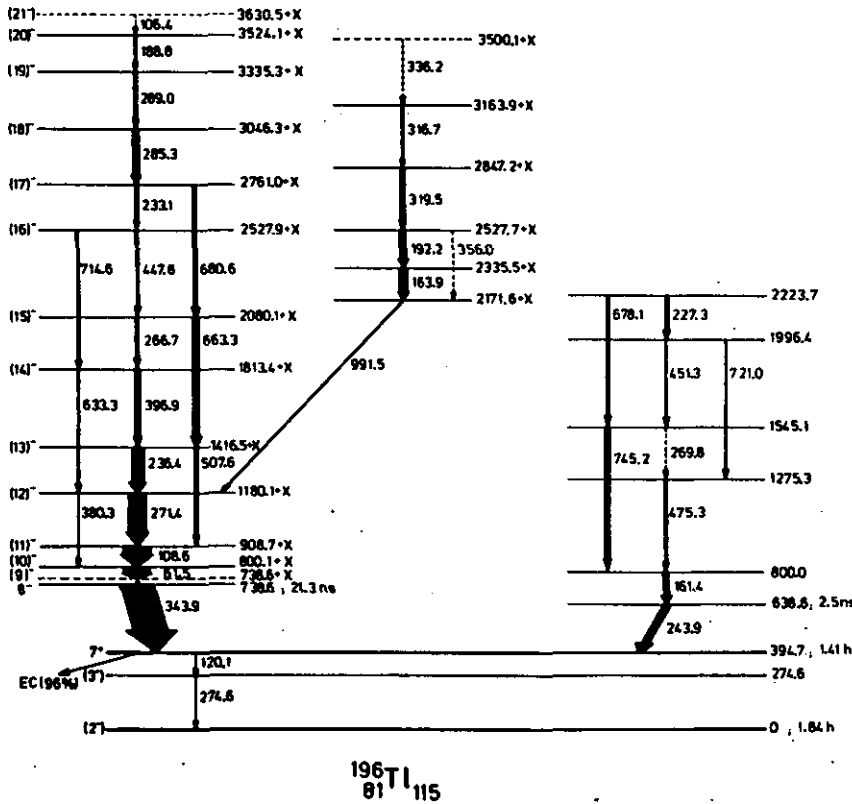 (21⁻) 3630.5+X
106.4
(20)⁻ 3524.1+X
188.8 3500.1+X
(19)⁻ 3335.3+X 336.2
289.0 3163.9+X
(18)⁻ 3046.3+X 316.7
285.3 2847.2+X
(17)⁻ 2761.0+X
233.1 319.5
(16)⁻ 2527.9+X 2527.7+X
192.2 356.0
714.6 447.8 680.6 2335.5+X
163.9
2171.6+X 2223.7
(15)⁻ 2080.1+X 678.1 227.3
266.7 663.3 1996.4
(14)⁻ 1813.4+X 991.5 451.3 721.0
633.3 396.9
(13)⁻ 1416.5+X 1545.1
236.4 507.6 745.2 269.8
(12)⁻ 1180.1+X 1275.3
380.3 271.4 475.3
(11)⁻ 908.7+X
108.6
(10)⁻ 800.1+X 800.0
61.5
(9)⁻ 738.6+X 161.4
8⁻ 738.6 , 21.3 ns
638.6, 2.5ns
343.9 243.9
7⁺ 394.7, 1.41 h
120.1
EC(96%) (3⁻) 274.6
274.6
(2⁻) 0 , 1.84 h
¹⁹⁶₈₁Tl₁₁₅